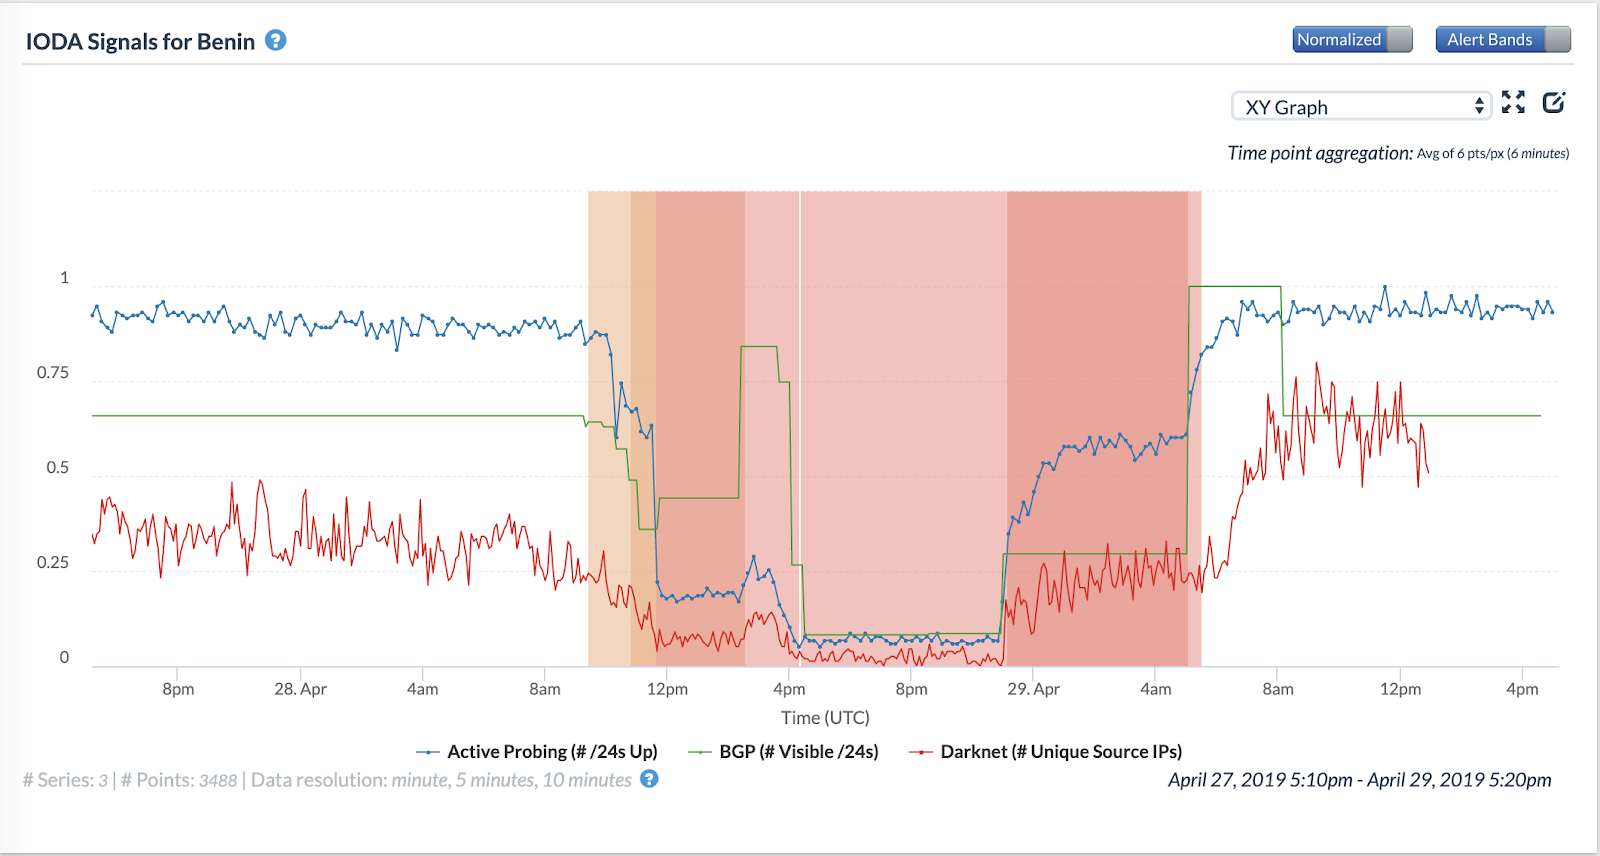 IODA Signals for Benin ?
Normalized
Alert Bands
XY Graph
Time point aggregation: Avg of 6 pts/px (6 minutes)
1
0.75
0.5
0.25
0
8pm 28. Apr 4am 8am 12pm 4pm 8pm 29. Apr 4am 8am 12pm 4pm
Time (UTC)
Active Probing (# /24s Up) BGP (# Visible /24s) Darknet (# Unique Source IPs)
# Series: 3 | # Points: 3488 | Data resolution: minute, 5 minutes, 10 minutes ?
April 27, 2019 5:10pm - April 29, 2019 5:20pm